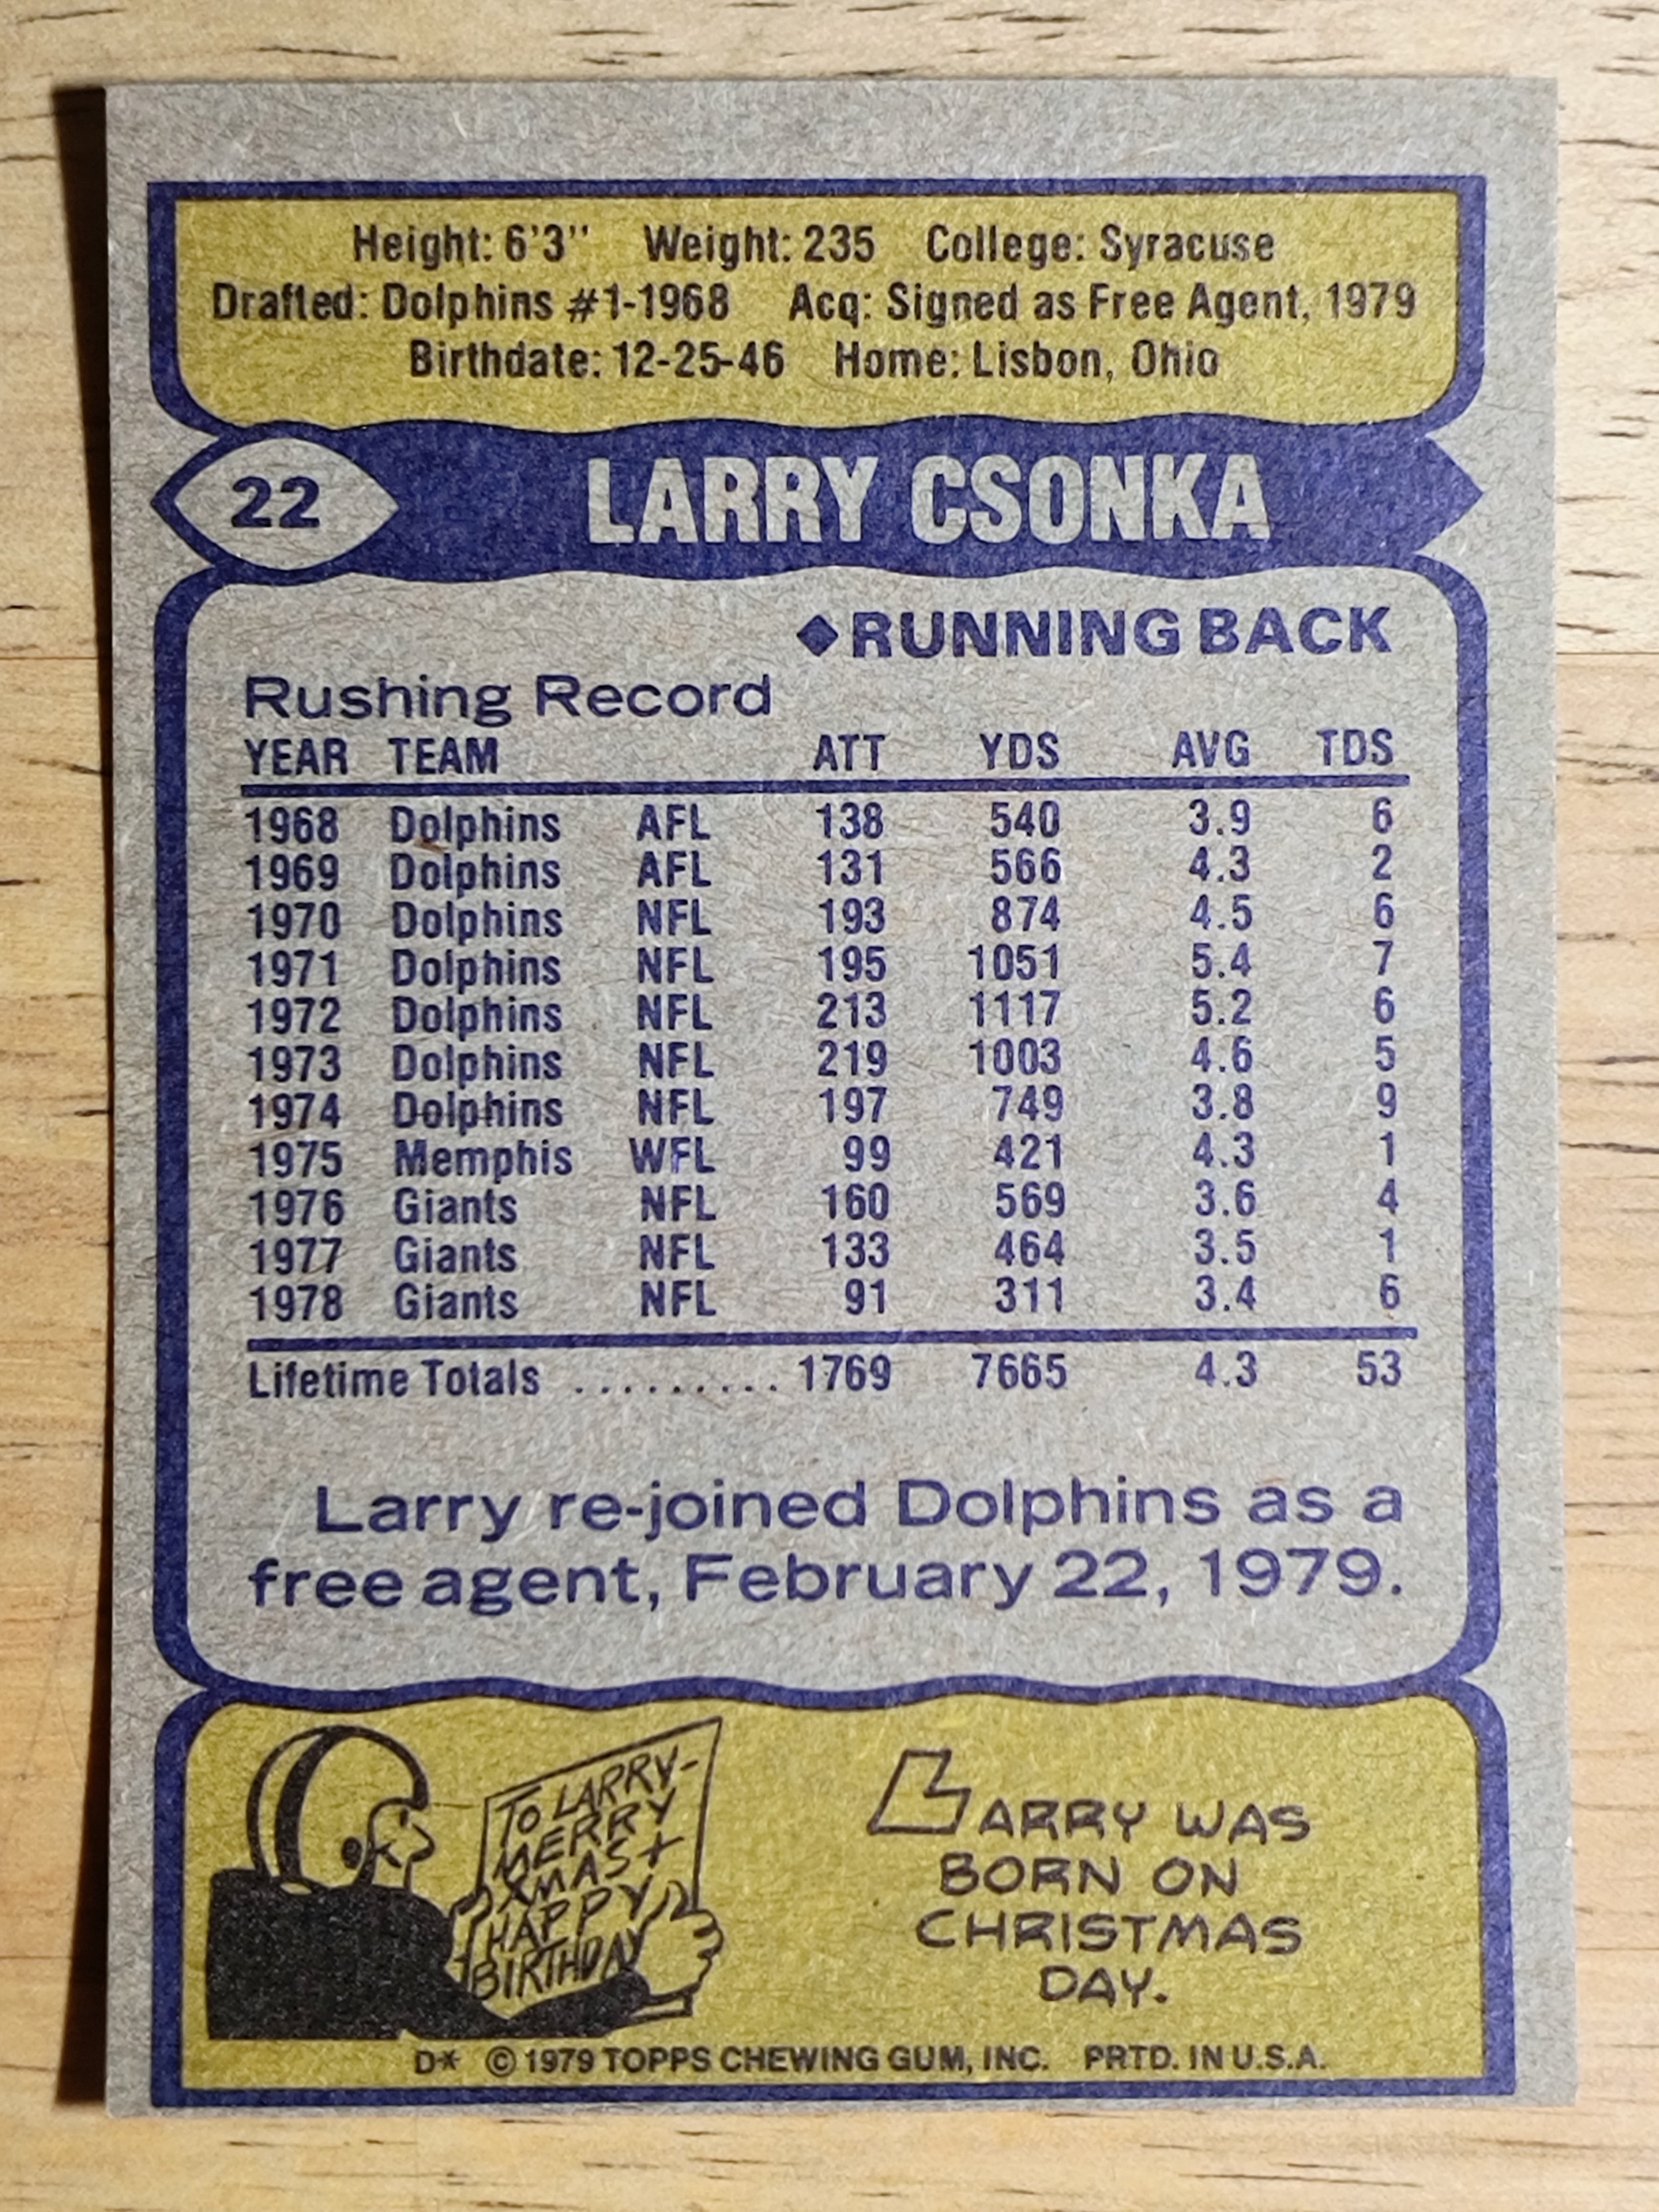 Height: 6'3" Weight: 235 College: Syracuse
Drafted: Dolphins #1-1968 Acq: Signed as Free Agent, 1979
Birthdate: 12-25-46 Home: Lisbon, Ohio
22 LARRY CSONKA
◆RUNNING BACK
Rushing Record
YEAR TEAM ATT YDS AVG TDS
1968 Dolphins AFL 138 540 3.9 6
1969 Dolphins AFL 131 566 4.3 2
1970 Dolphins NFL 193 874 4.5 6
1971 Dolphins NFL 195 1051 5.4 7
1972 Dolphins NFL 213 1117 5.2 6
1973 Dolphins NFL 219 1003 4.6 5
1974 Dolphins NFL 197 749 3.8 9
1975 Memphis WFL 99 421 4.3 1
1976 Giants NFL 160 569 3.6 4
1977 Giants NFL 133 464 3.5 1
1978 Giants NFL 91 311 3.4 6
Lifetime Totals .......... 1769 7665 4.3 53
Larry re-joined Dolphins as a
free agent, February 22, 1979.
TO LARRY-
MERRY
XMAS +
HAPPY
BIRTHDAY
LARRY WAS
BORN ON
CHRISTMAS
DAY.
D* © 1979 TOPPS CHEWING GUM, INC. PRTD. IN U.S.A.